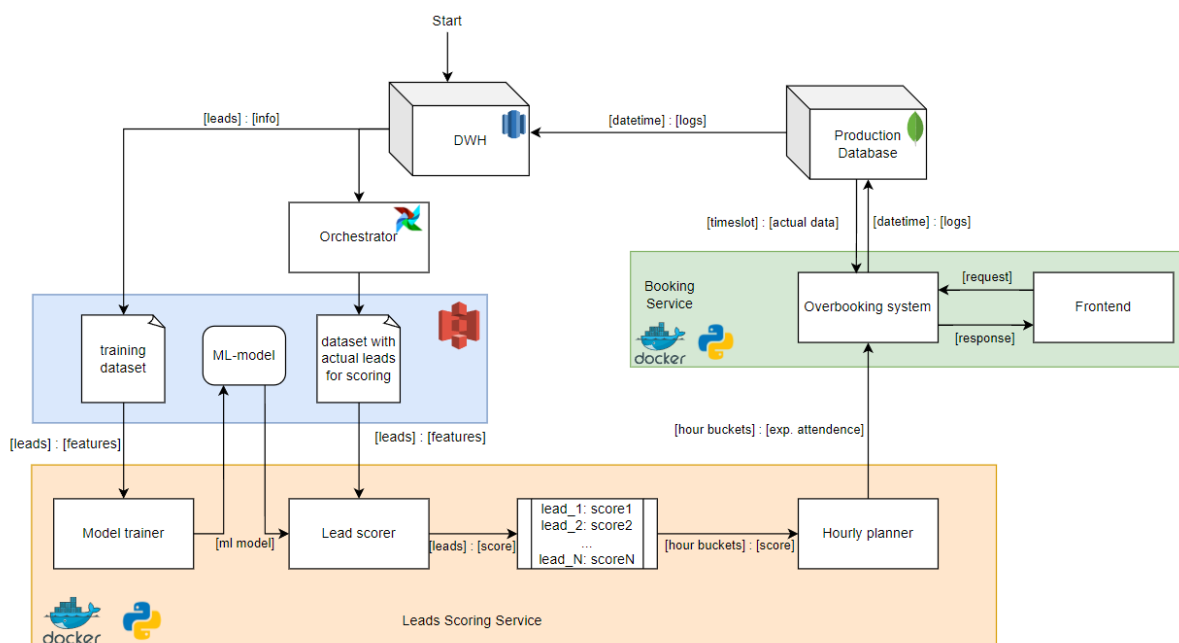 Start
[leads] : [info]
DWH
[datetime] : [logs]
Production
Database
Orchestrator
[timeslot] : [actual data]
[datetime] : [logs]
Booking
Service
docker
Overbooking system
[request]
[response]
Frontend
training
dataset
ML-model
dataset with
actual leads
for scoring
[leads] : [features]
[leads] : [features]
[hour buckets] : [exp. attendence]
Model trainer
[ml model]
Lead scorer
[leads] : [score]
lead_1: score1
lead_2: score2
...
lead_N: scoreN
[hour buckets] : [score]
Hourly planner
docker
Leads Scoring Service